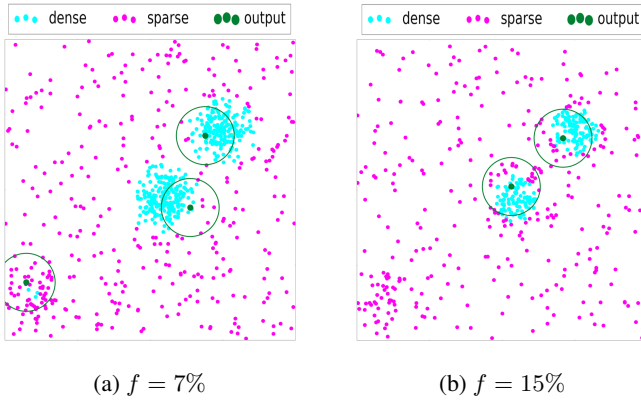 dense sparse output
dense sparse output
(a) f = 7%
(b) f = 15%